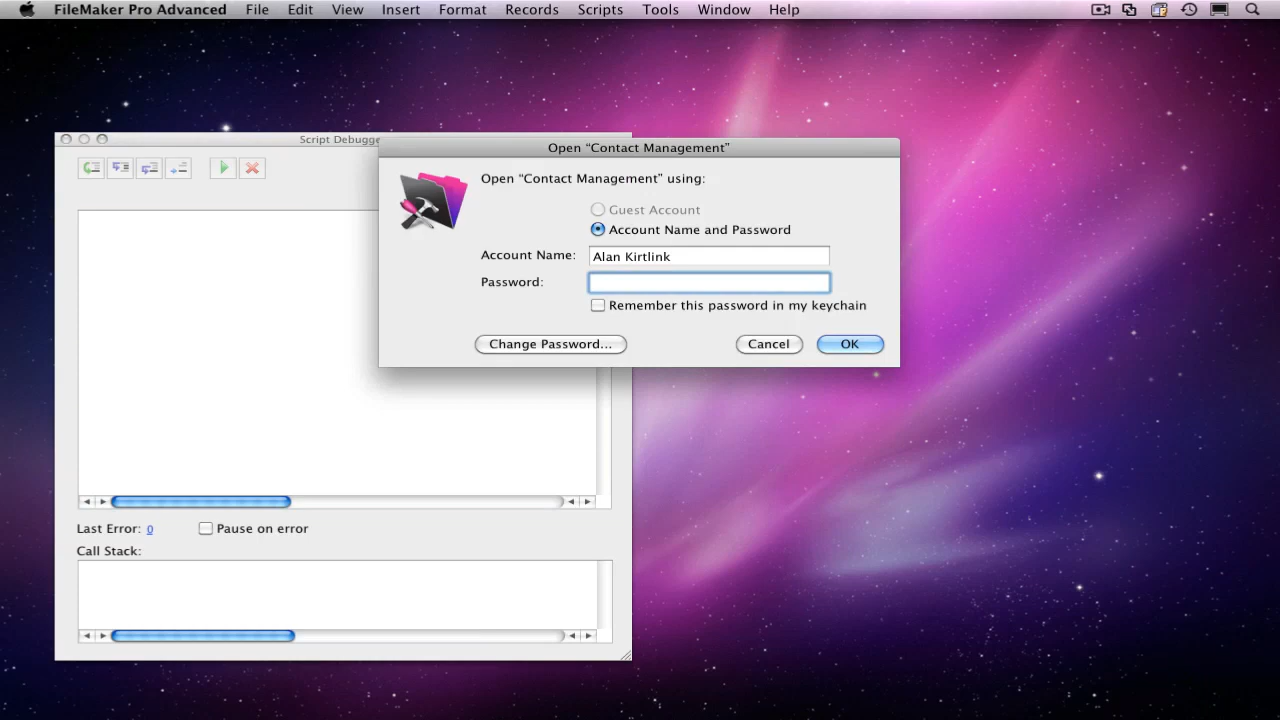 FileMaker Pro Advanced File Edit View Insert Format Records Scripts Tools Window Help
Script Debugge
Open “Contact Management”
Open “Contact Management” using:
Guest Account
Account Name and Password
Account Name: Alan Kirtlink
Password:
Remember this password in my keychain
Change Password... Cancel OK
Last Error: 0 Pause on error
Call Stack: